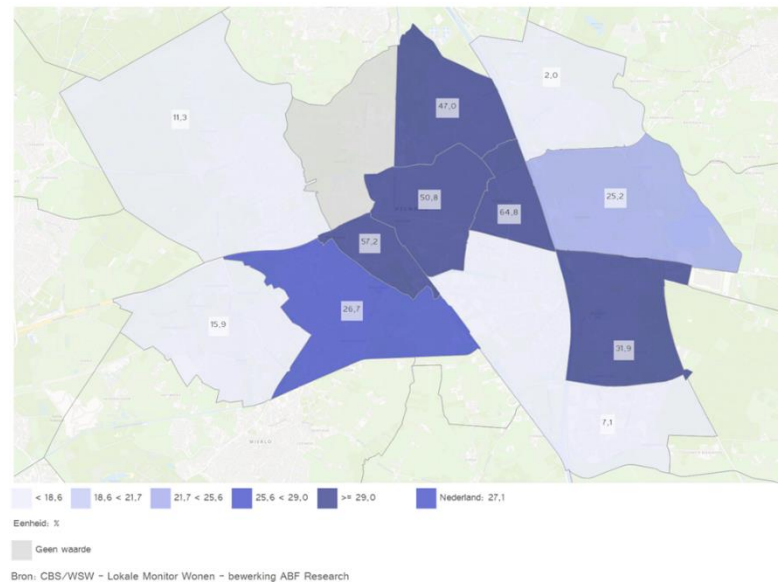 2,0
11,3
47,0
50,8
25,2
64,8
57,2
26,7
15,9
31,9
MIERLO
7,1
< 18,6 18,6 < 21,7 21,7 < 25,6 25,6 < 29,0 >= 29,0 Nederland: 27,1
Eenheid: %
Geen waarde
Bron: CBS/WSW – Lokale Monitor Wonen – bewerking ABF Research